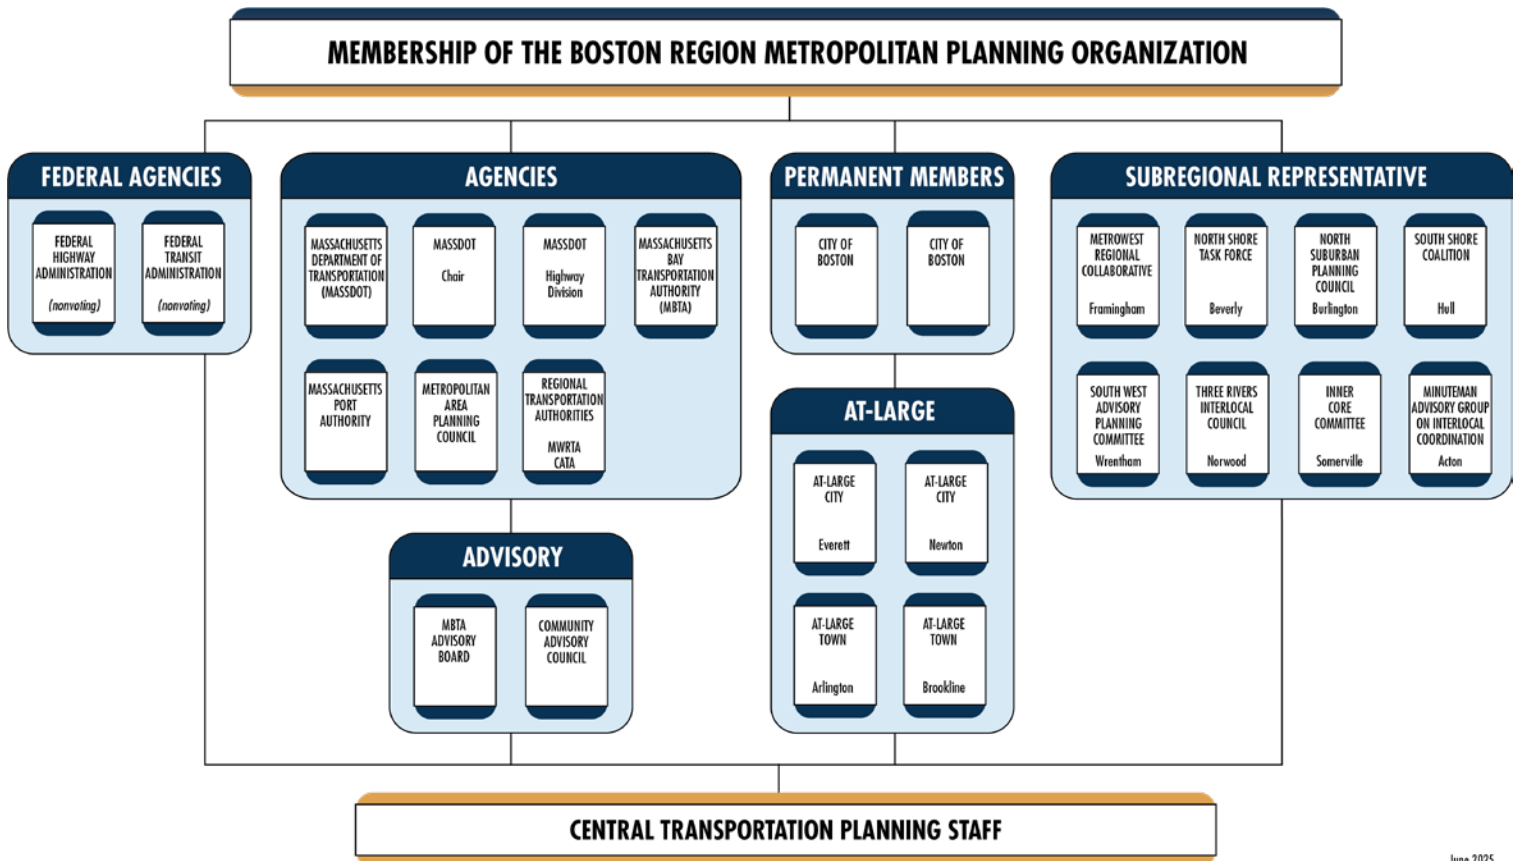 MEMBERSHIP OF THE BOSTON REGION METROPOLITAN PLANNING ORGANIZATION
FEDERAL AGENCIES
FEDERAL
HIGHWAY
ADMINISTRATION
(nonvoting)
FEDERAL
TRANSIT
ADMINISTRATION
(nonvoting)
AGENCIES
MASSACHUSETTS
DEPARTMENT OF
TRANSPORTATION
(MASSDOT)
MASSDOT
Chair
MASSDOT
Highway
Division
MASSACHUSETTS
BAY
TRANSPORTATION
AUTHORITY
(MBTA)
MASSACHUSETTS
PORT
AUTHORITY
METROPOLITAN
AREA
PLANNING
COUNCIL
REGIONAL
TRANSPORTATION
AUTHORITIES
MWRTA
CATA
ADVISORY
MBTA
ADVISORY
BOARD
COMMUNITY
ADVISORY
COUNCIL
PERMANENT MEMBERS
CITY OF
BOSTON
CITY OF
BOSTON
AT-LARGE
AT-LARGE
CITY
Everett
AT-LARGE
CITY
Newton
AT-LARGE
TOWN
Arlington
AT-LARGE
TOWN
Brookline
SUBREGIONAL REPRESENTATIVE
METROWEST
REGIONAL
COLLABORATIVE
Framingham
NORTH SHORE
TASK FORCE
Beverly
NORTH
SUBURBAN
PLANNING
COUNCIL
Burlington
SOUTH SHORE
COALITION
Hull
SOUTH WEST
ADVISORY
PLANNING
COMMITTEE
Wrentham
THREE RIVERS
INTERLOCAL
COUNCIL
Norwood
INNER
CORE
COMMITTEE
Somerville
MINUTEMAN
ADVISORY GROUP
ON INTERLOCAL
COORDINATION
Acton
CENTRAL TRANSPORTATION PLANNING STAFF
June 2025